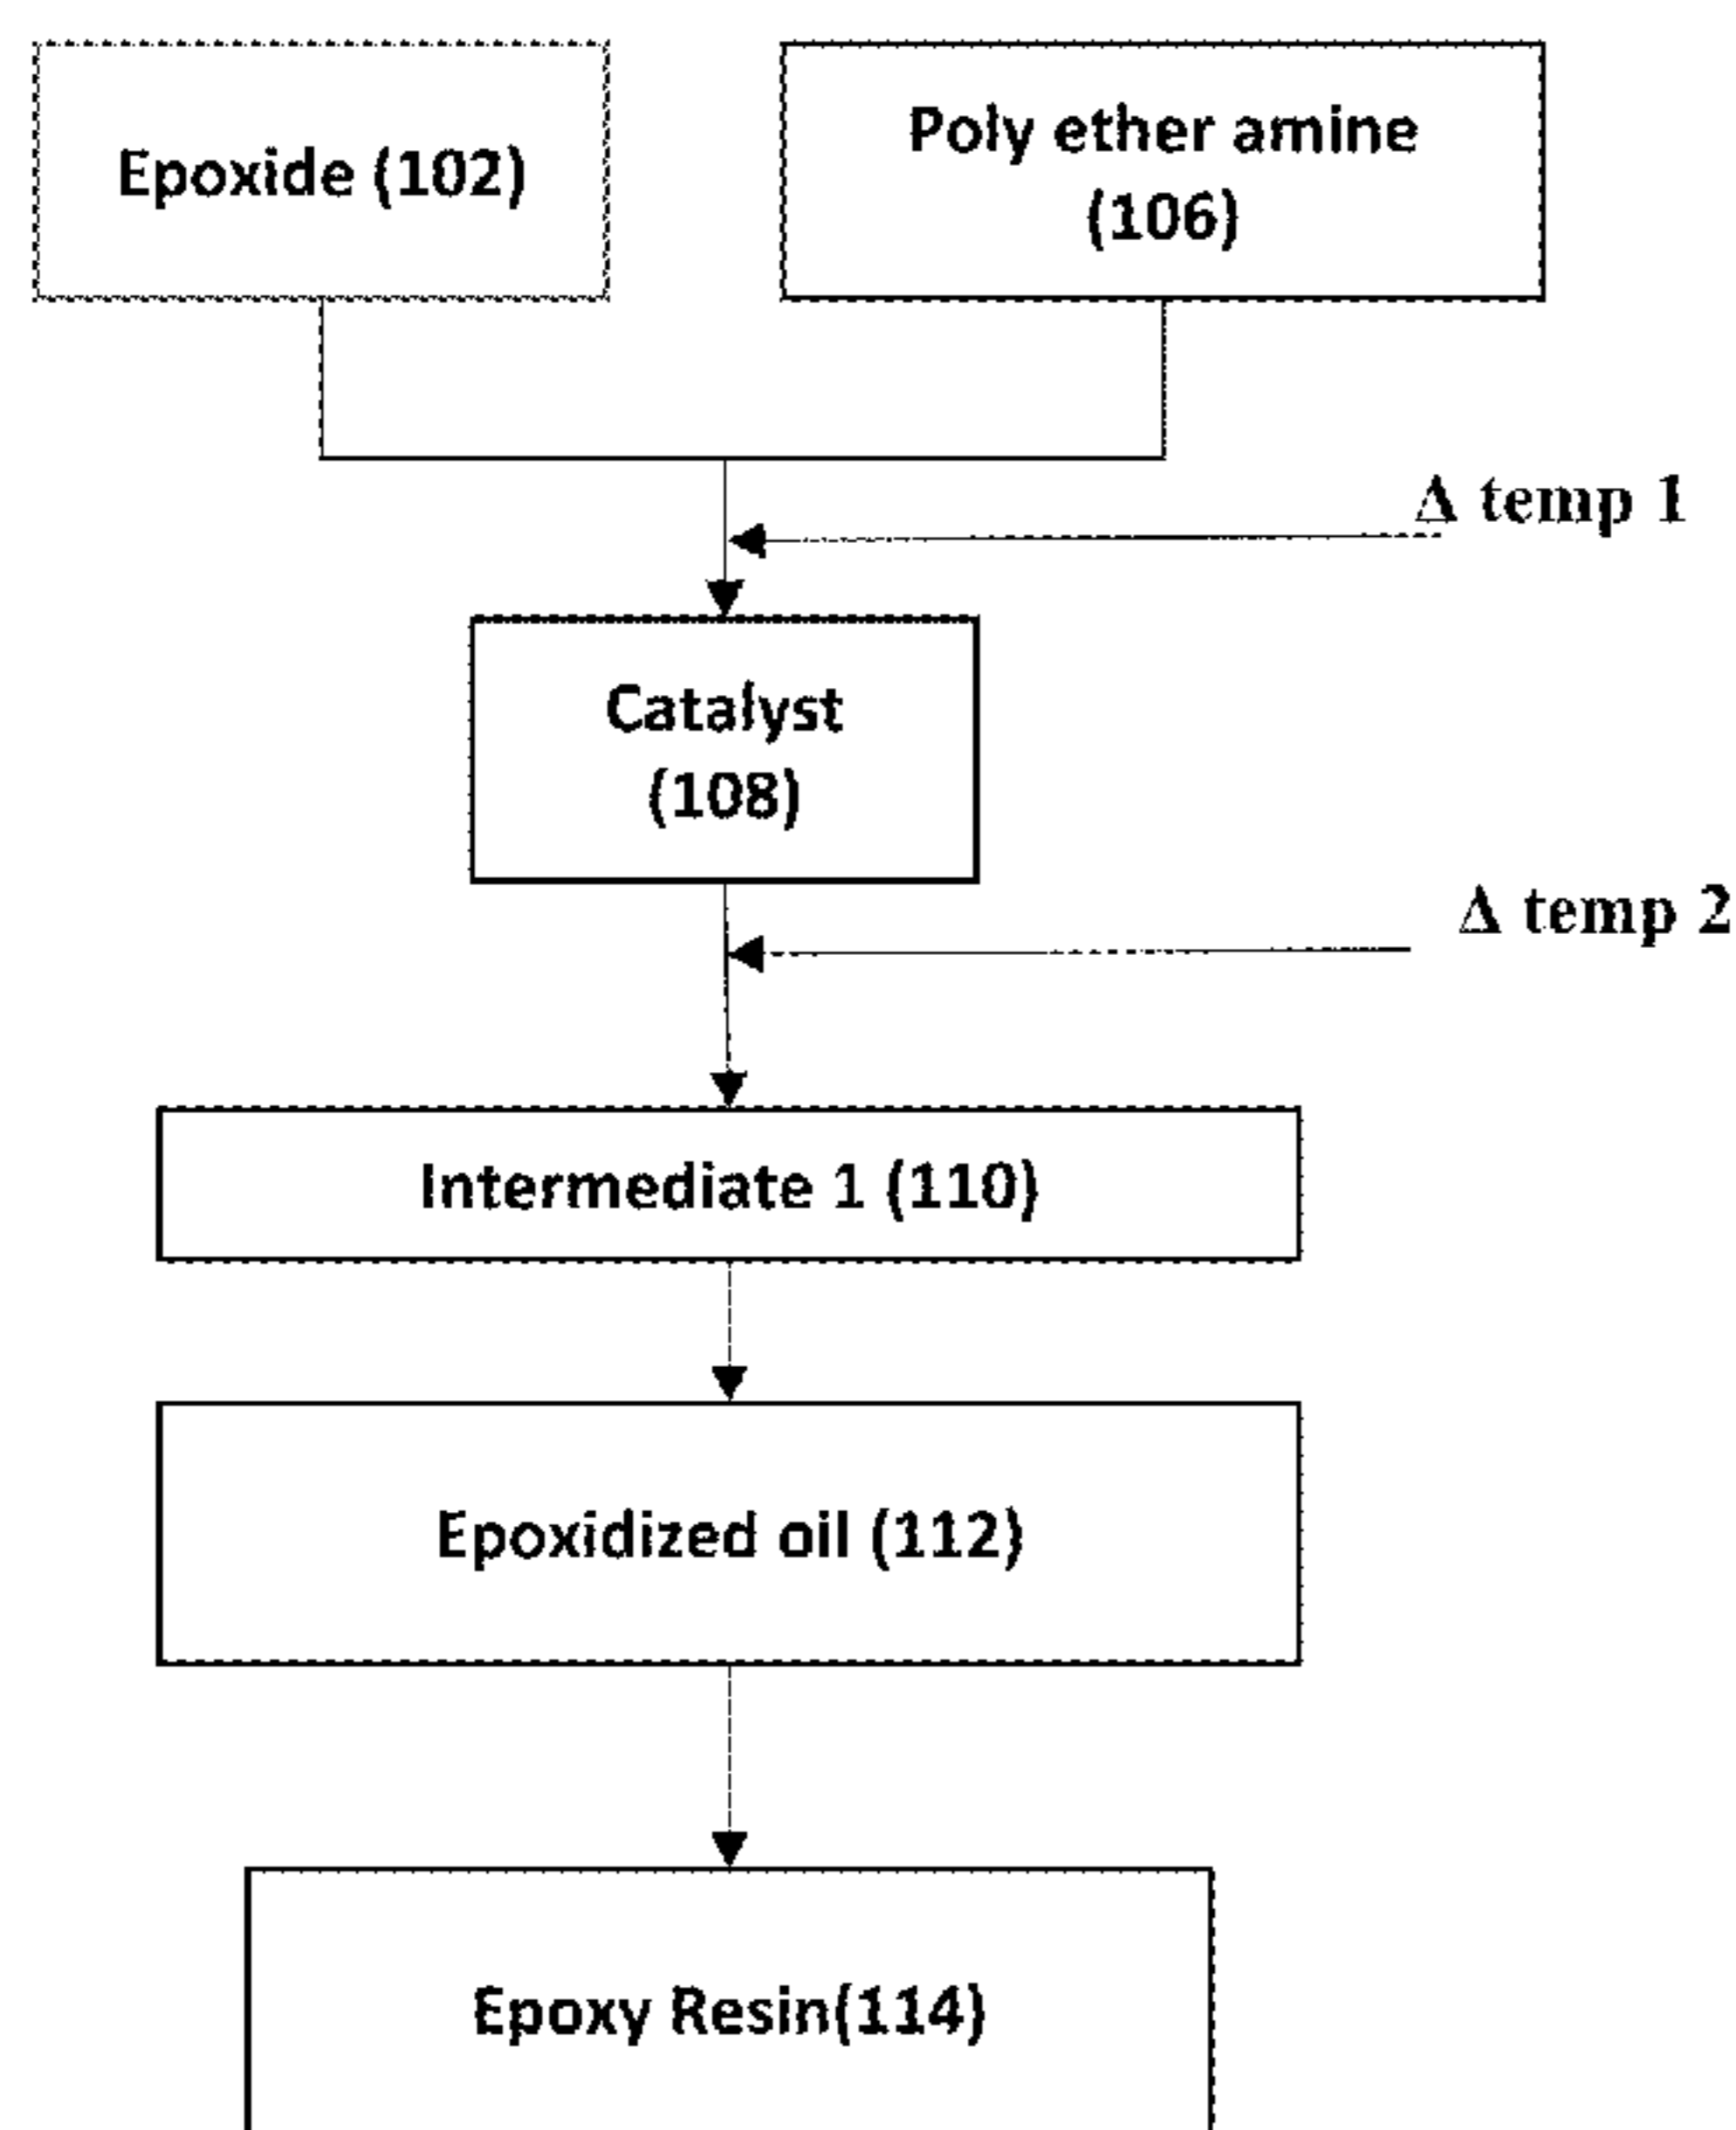 Epoxide (102)
Poly ether amine
(106)
Δ temp 1
Catalyst
(108)
Δ temp 2
Intermediate 1 (110)
Epoxidized oil (112)
Epoxy Resin(114)